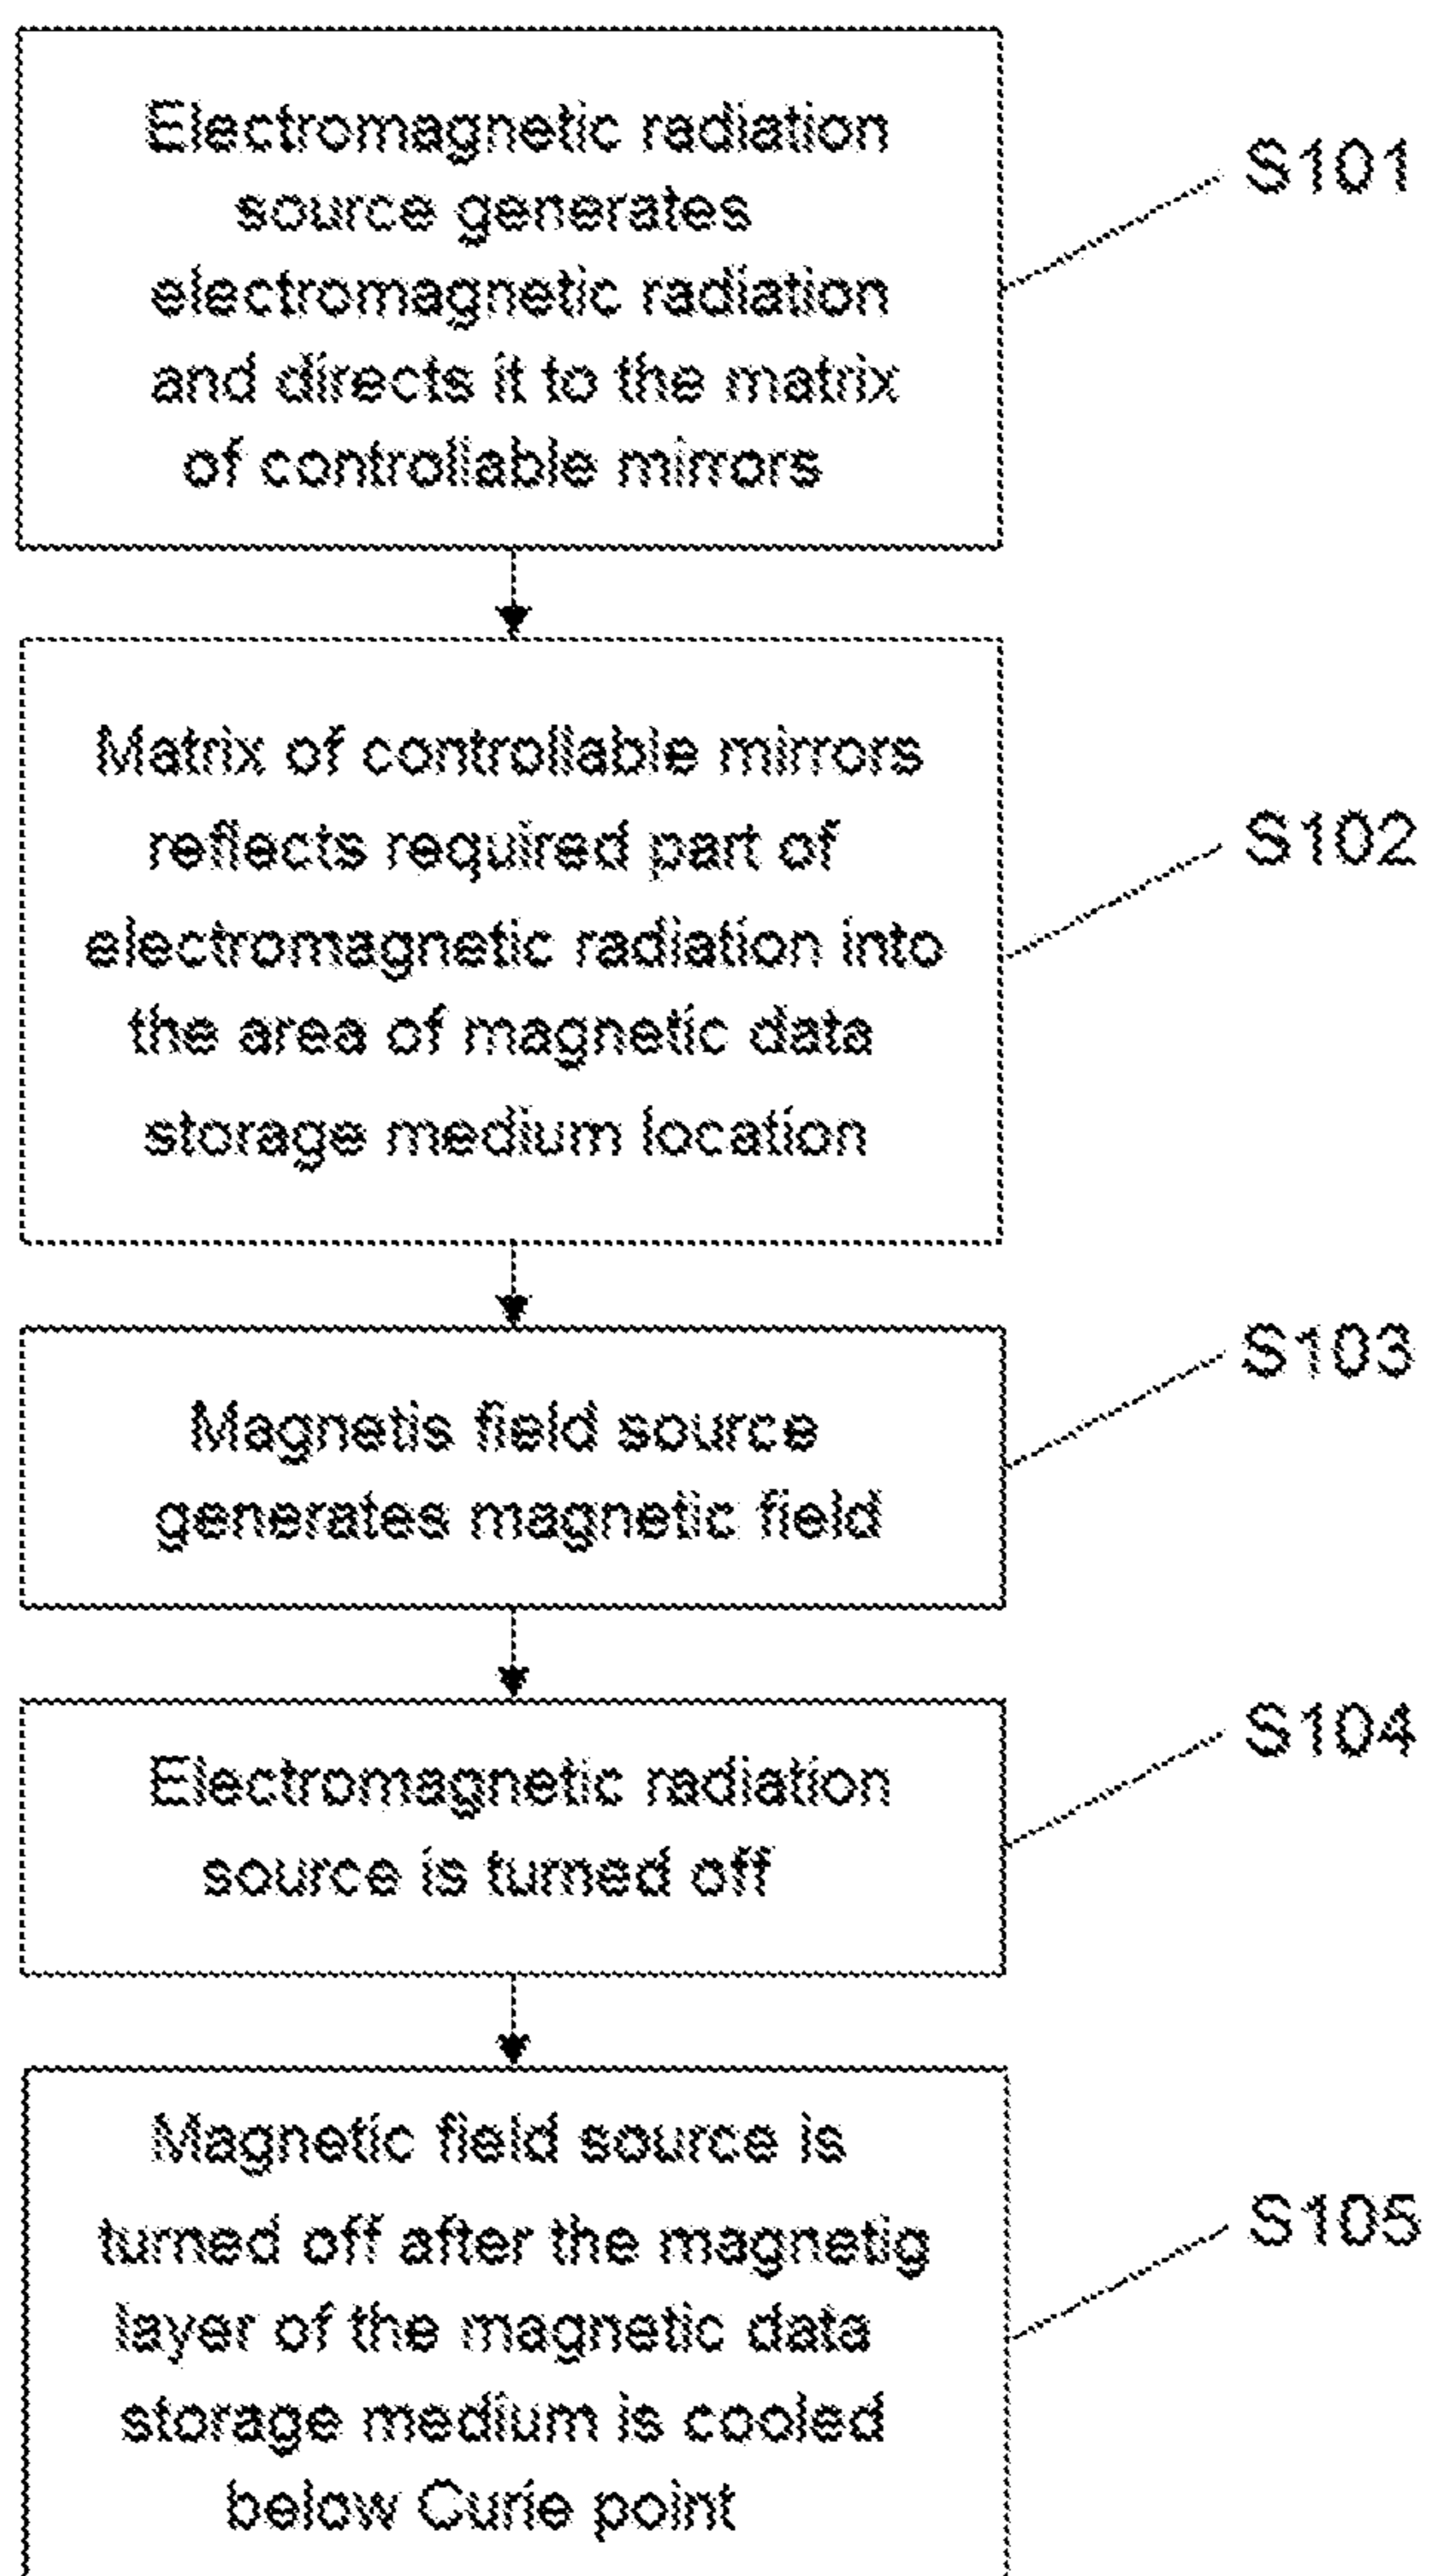 Electromagnetic radiation
source generates
electromagnetic radiation
and directs it to the matrix
of controllable mirrors
S101
Matrix of controllable mirrors
reflects required part of
electromagnetic radiation into
the area of magnetic data
storage medium location
S102
Magnetis field source
generates magnetic field
S103
Electromagnetic radiation
source is turned off
S104
Magnetic field source is
turned off after the magnetig
layer of the magnetic data
storage medium is cooled
below Curie point
S105